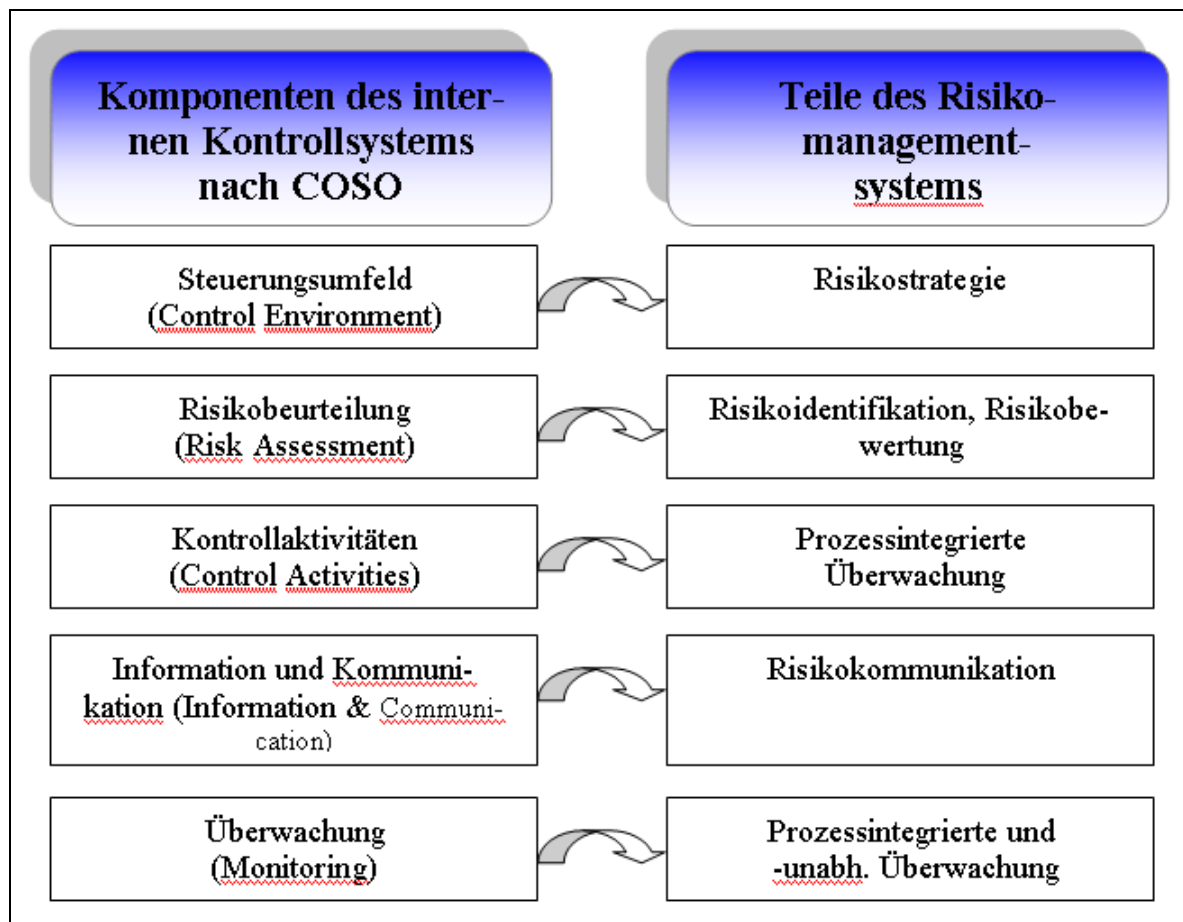 Komponenten des inter-
nen Kontrollsystems
nach COSO
Teile des Risiko-
management-
systems
Steuerungsumfeld
(Control Environment)
Risikostrategie
Risikobeurteilung
(Risk Assessment)
Risikoidentifikation, Risikobe-
wertung
Kontrollaktivitäten
(Control Activities)
Prozessintegrierte
Überwachung
Information und Kommuni-
kation (Information & Communi-
cation)
Risikokommunikation
Überwachung
(Monitoring)
Prozessintegrierte und
-unabh. Überwachung